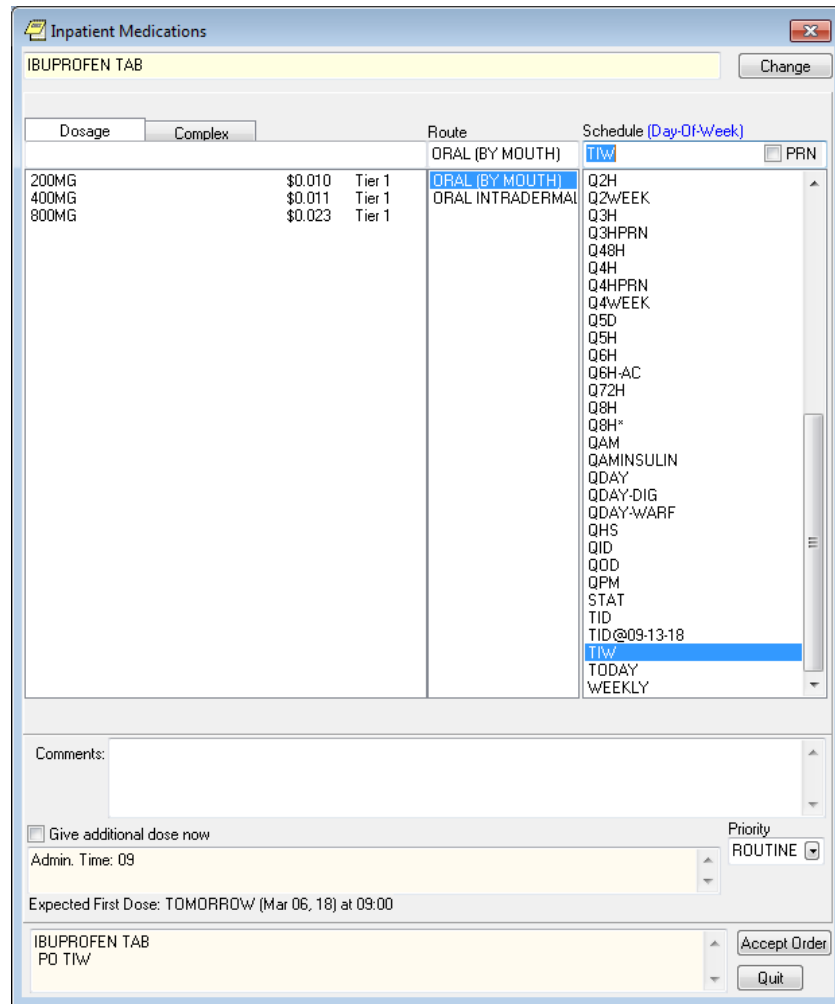 Inpatient Medications
IBUPROFEN TAB
Change
Dosage
Complex
Route
Schedule (Day-Of-Week)
ORAL (BY MOUTH)
TIW
PRN
200MG $0.010 Tier 1
400MG $0.011 Tier 1
800MG $0.023 Tier 1
ORAL (BY MOUTH)
ORAL INTRADERMAL
Q2H
Q2WEEK
Q3H
Q3HPRN
Q48H
Q4H
Q4HPRN
Q4WEEK
Q5D
Q5H
Q6H
Q6H-AC
Q72H
Q8H
Q8H*
QAM
QAMINSULIN
QDAY
QDAY-DIG
QDAY-WARF
QHS
QID
QOD
QPM
STAT
TID
TID@09-13-18
TIW
TODAY
WEEKLY
Comments:
Give additional dose now
Priority
ROUTINE
Admin. Time: 09
Expected First Dose: TOMORROW (Mar 06, 18) at 09:00
IBUPROFEN TAB
PO TIW
Accept Order
Quit